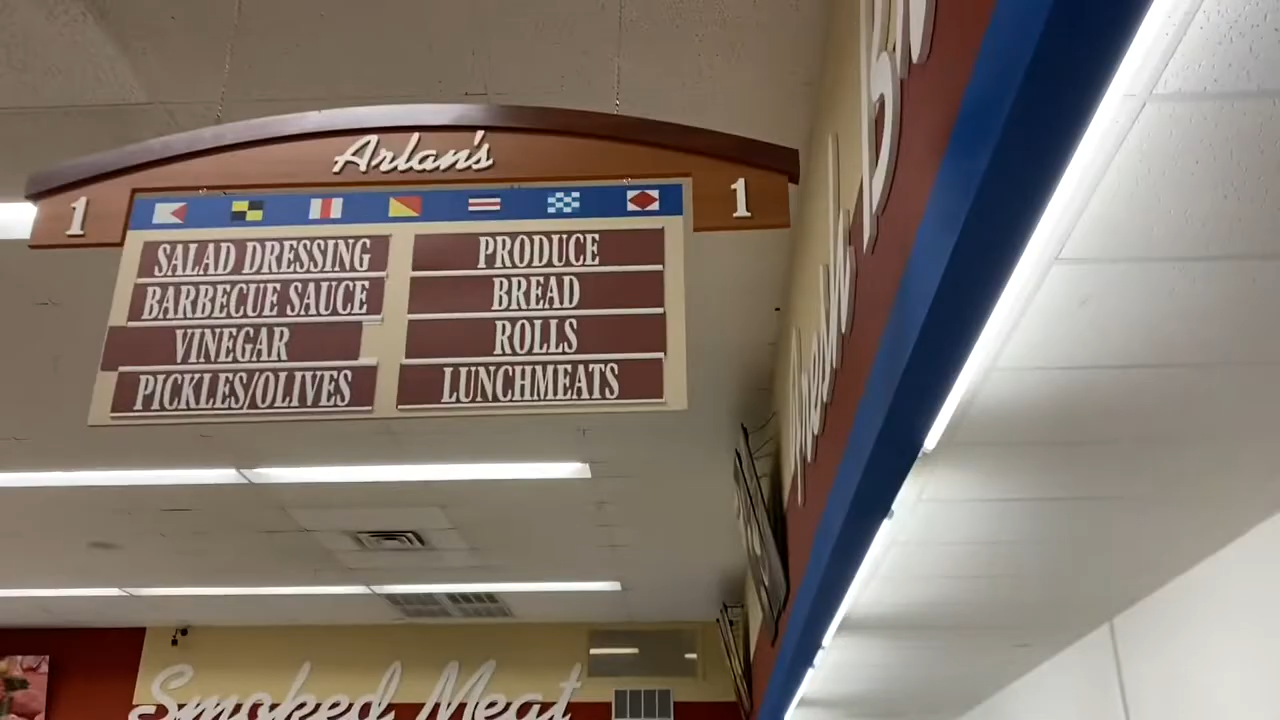 Arlan's
1
1
SALAD DRESSING
BARBECUE SAUCE
VINEGAR
PICKLES/OLIVES
PRODUCE
BREAD
ROLLS
LUNCHMEATS
Smoked Meat